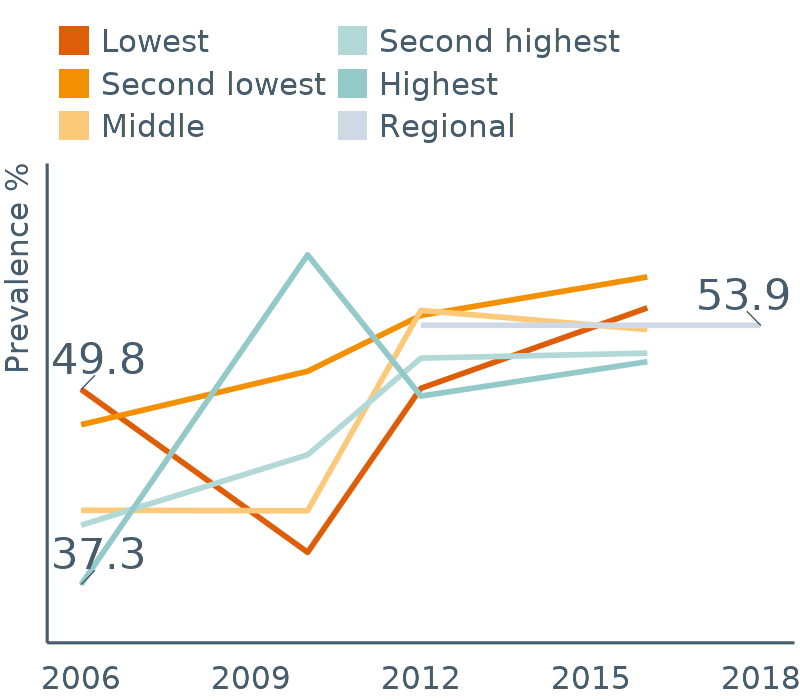 Lowest
Second highest
Second lowest
Highest
Middle
Regional
Prevalence %
53.9
49.8
37.3
2006 2009 2012 2015 2018